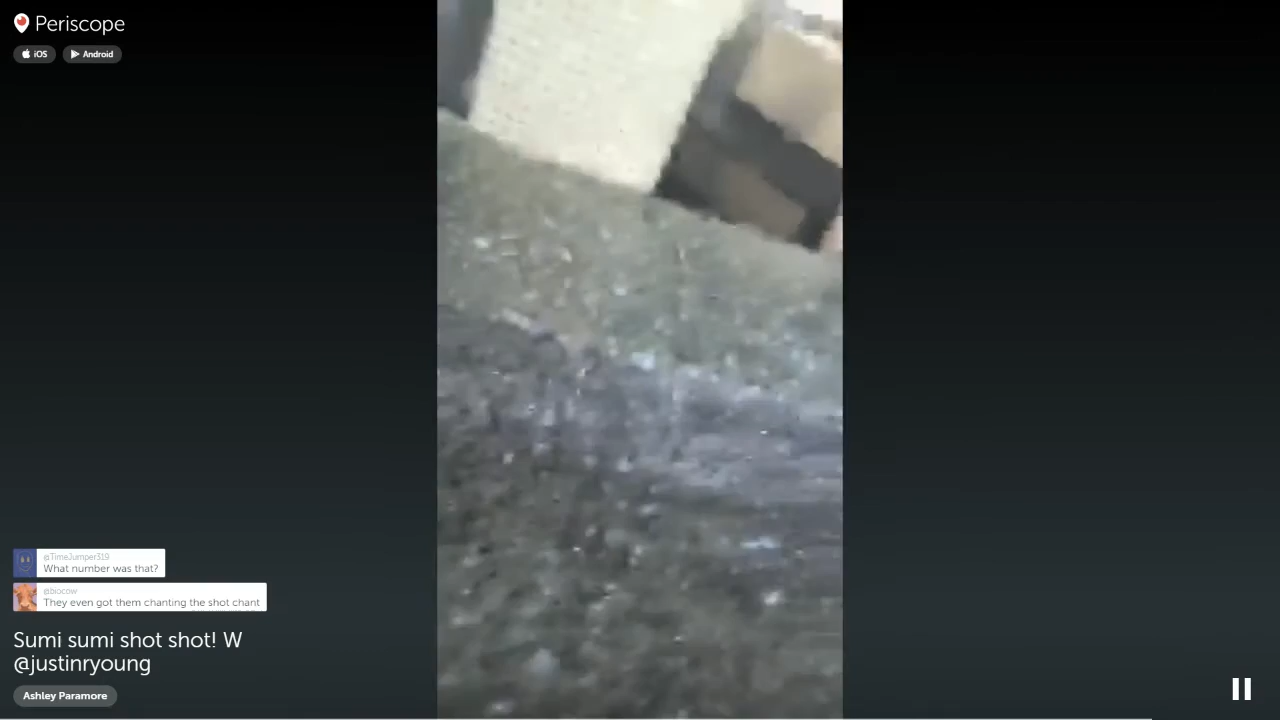 Periscope
iOS
Android
@TimeJumper319
What number was that?
@biocow
They even got them chanting the shot chant
Sumi sumi shot shot! W
@justinryoung
Ashley Paramore